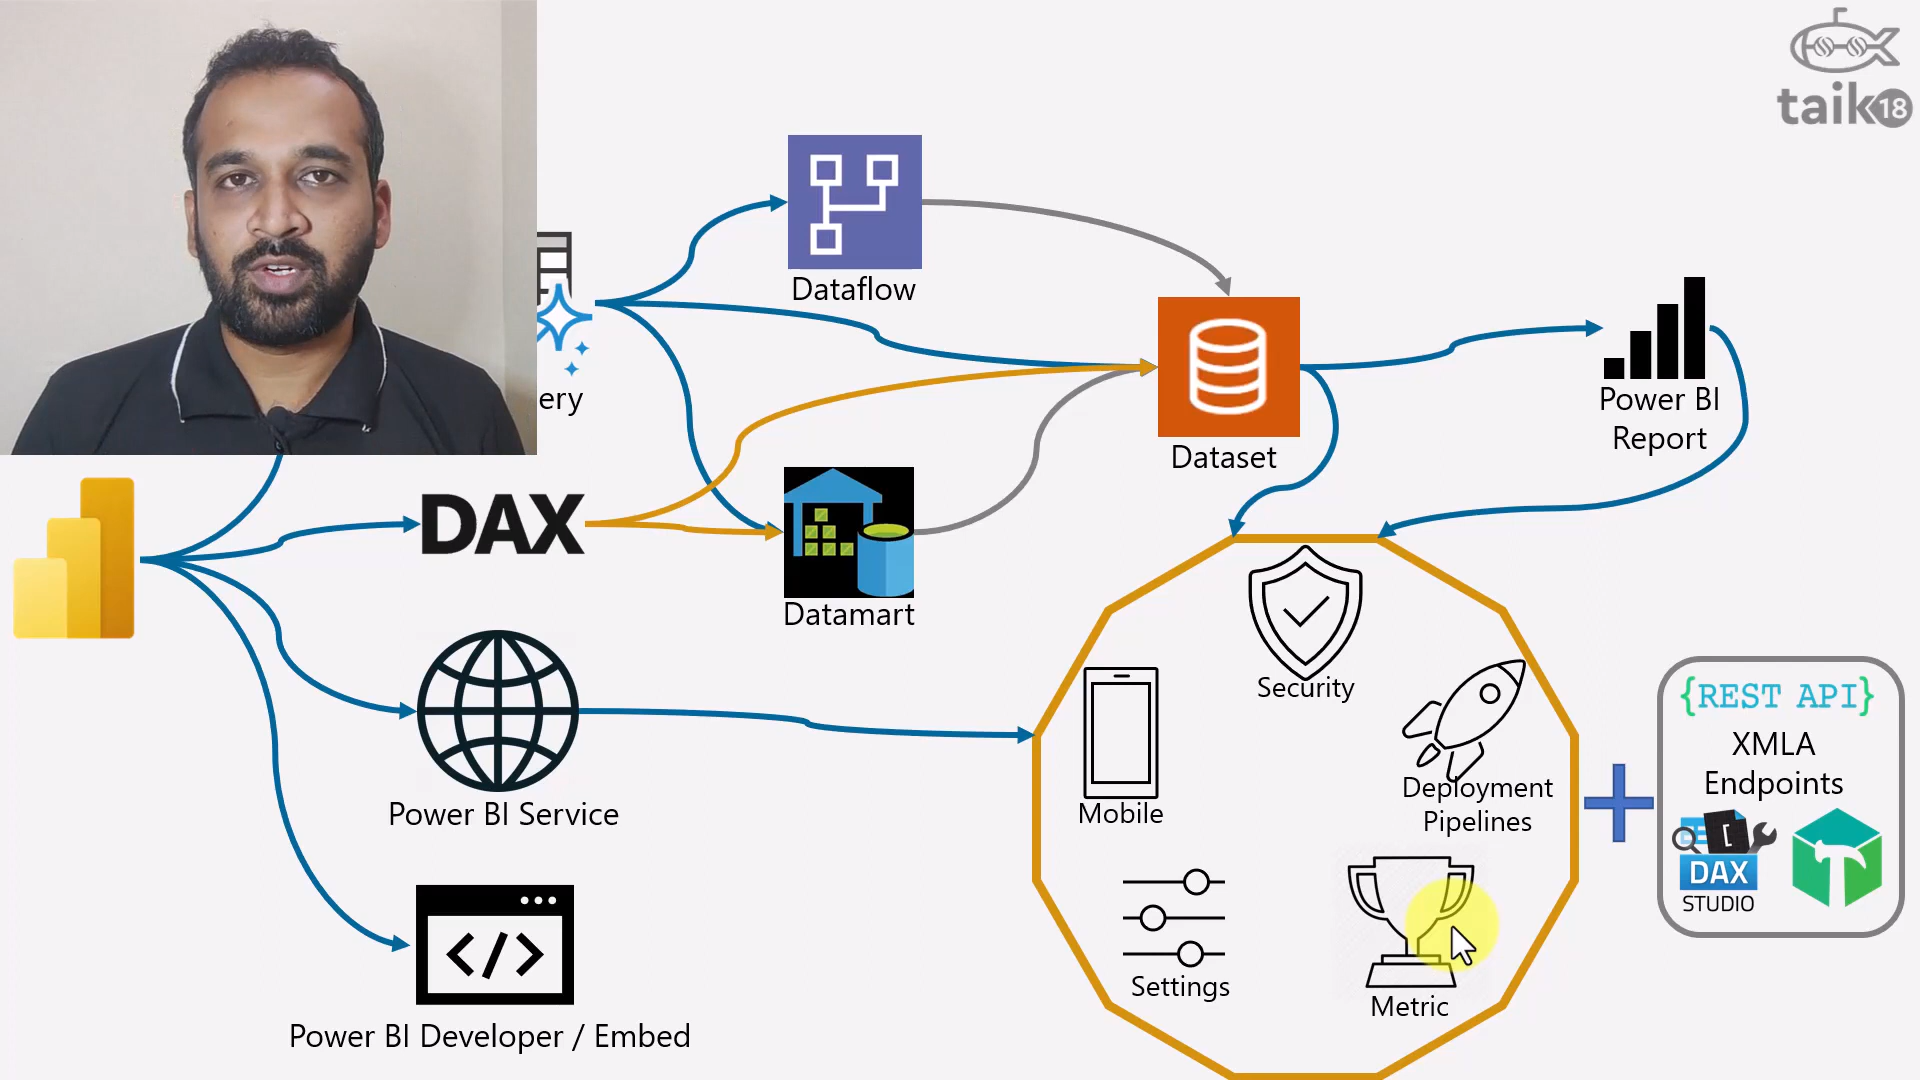 taik18
Dataflow
ery
Dataset
Power BI
Report
DAX
Datamart
Security
{REST API}
XMLA
Endpoints
Mobile
Deployment
Pipelines
Power BI Service
[
DAX
STUDIO
Settings
Metric
</>
Power BI Developer / Embed